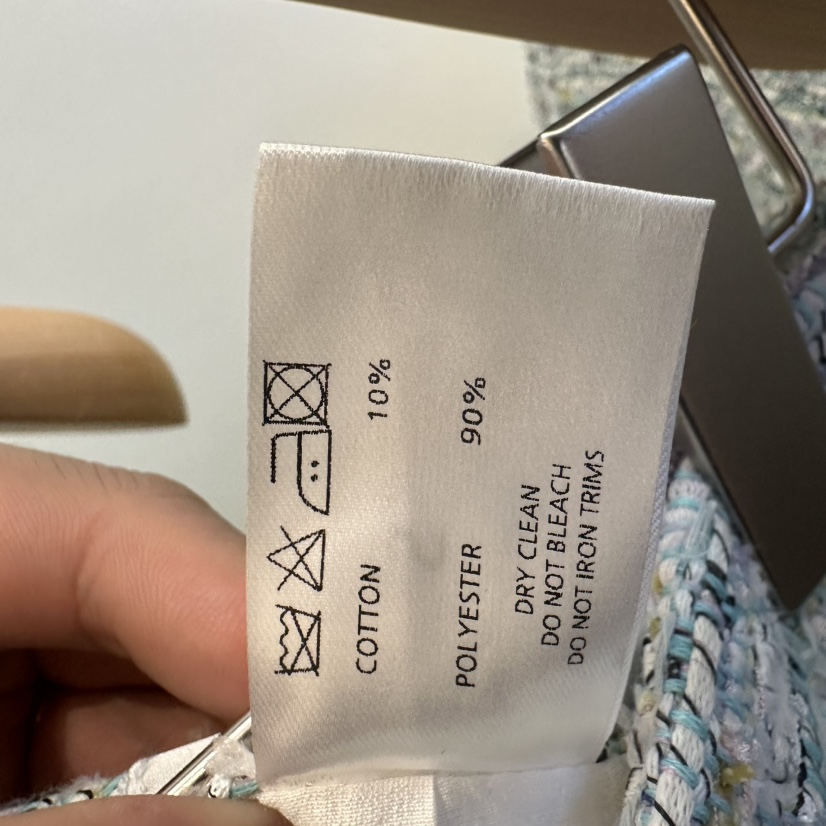 COTTON 10%
POLYESTER 90%
DRY CLEAN
DO NOT BLEACH
DO NOT IRON TRIMS